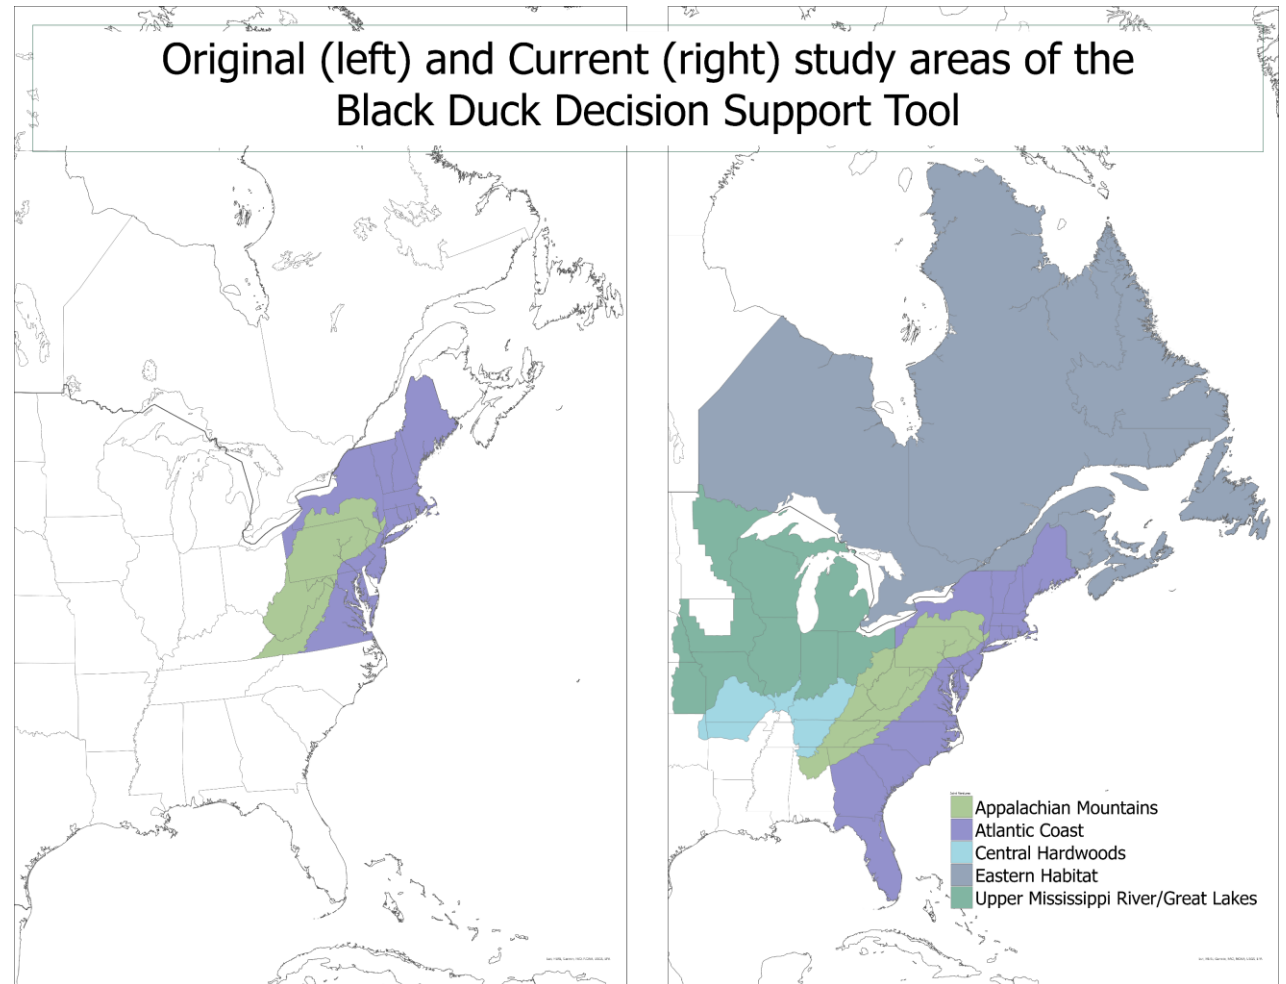 Original (left) and Current (right) study areas of the
Black Duck Decision Support Tool
Appalachian Mountains
Atlantic Coast
Central Hardwoods
Eastern Habitat
Upper Mississippi River/Great Lakes